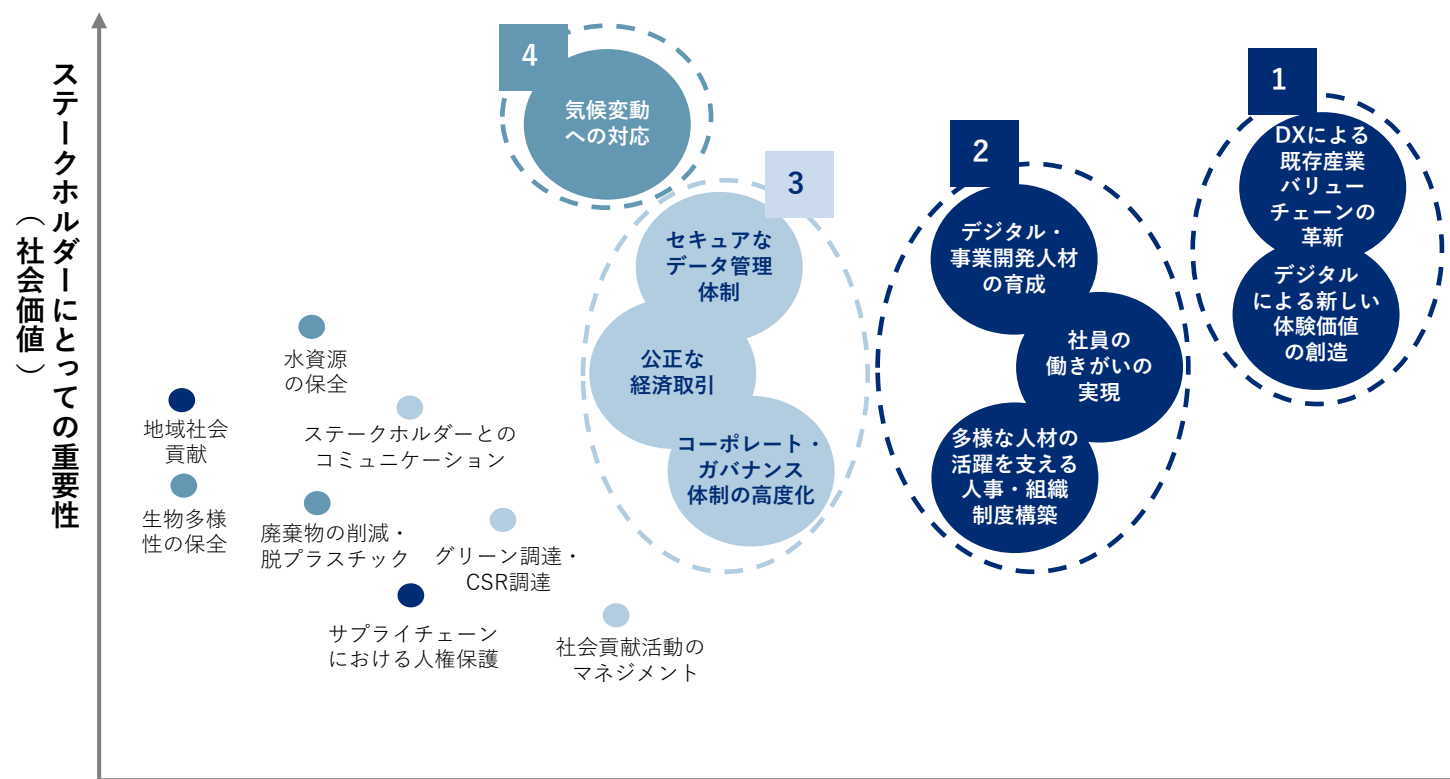 ステークホルダーにとっての重要性
（社会価値）
4
気候変動
への対応
3
セキュアな
データ管理
体制
公正な
経済取引
コーポレート・
ガバナンス
体制の高度化
2
デジタル・
事業開発人材
の育成
社員の
働きがいの
実現
多様な人材の
活躍を支える
人事・組織
制度構築
1
DXによる
既存産業
バリュー
チェーンの
革新
デジタル
による新しい
体験価値
の創造
水資源
の保全
地域社会
貢献
ステークホルダーとの
コミュニケーション
生物多様
性の保全
廃棄物の削減・
脱プラスチック
グリーン調達・
CSR調達
サプライチェーン
における人権保護
社会貢献活動の
マネジメント